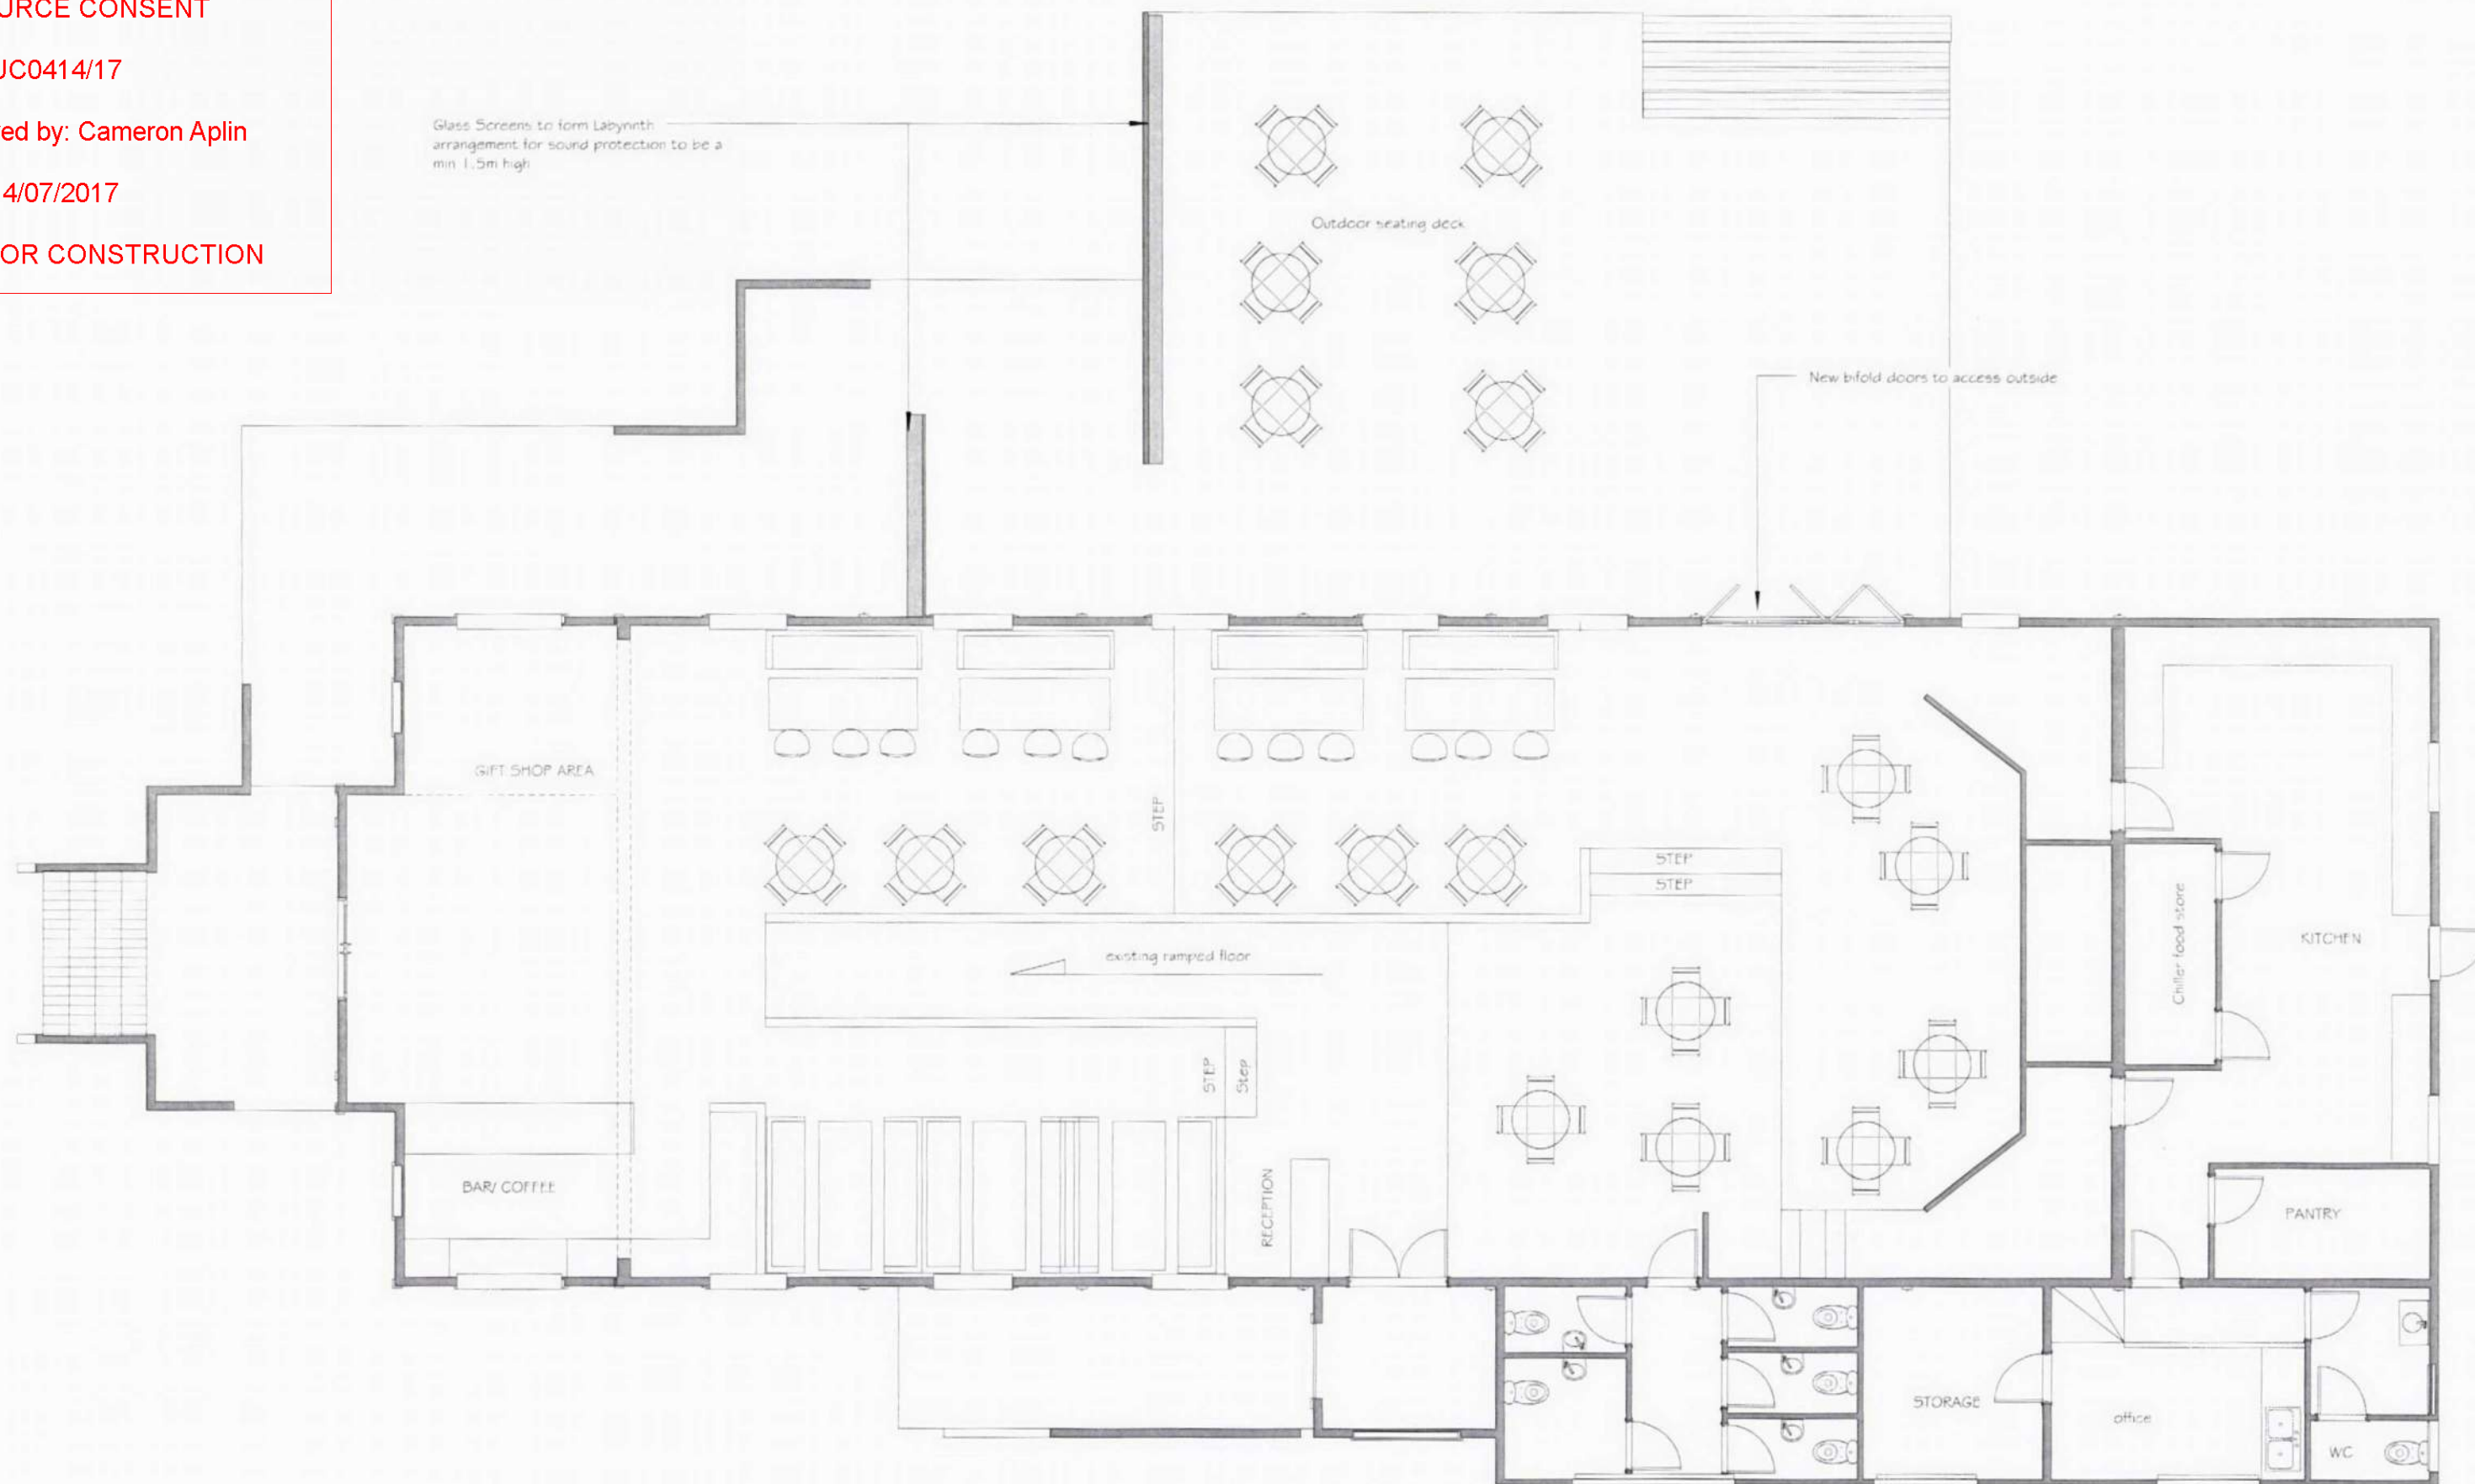 URCE CONSENT
UC0414/17
ed by: Cameron Aplin
4/07/2017
OR CONSTRUCTION
Glass Screens to form Labyrinth
arrangement for sound protection to be a
min 1.5m high
Outdoor seating deck
New bifold doors to access outside
GIFT SHOP AREA
STEP
STEP
STEP
Chiller food store
KITCHEN
existing ramped floor
STEP
Step
BAR/ COFFEE
RECEPTION
PANTRY
STORAGE
office
WC